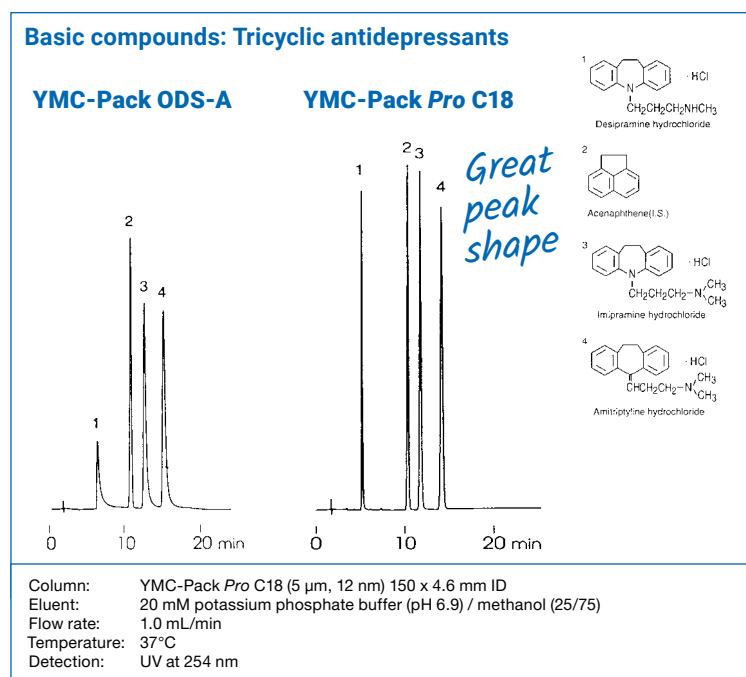 Basic compounds: Tricyclic antidepressants
YMC-Pack ODS-A
YMC-Pack Pro C18
Great
peak
shape
1
2
3
4
0
10
20 min
1
2
3
4
0
10
20 min
1
N
· HCl
CH₂CH₂CH₂NHCH₃
Desipramine hydrochloride
2
Acenaphthene(I.S.)
3
N
· HCl
CH₂CH₂CH₂–N
CH₃
CH₃
Imipramine hydrochloride
4
· HCl
CHCH₂CH₂–N
CH₃
CH₃
Amitriptyline hydrochloride
Column: YMC-Pack Pro C18 (5 µm, 12 nm) 150 x 4.6 mm ID
Eluent: 20 mM potassium phosphate buffer (pH 6.9) / methanol (25/75)
Flow rate: 1.0 mL/min
Temperature: 37°C
Detection: UV at 254 nm